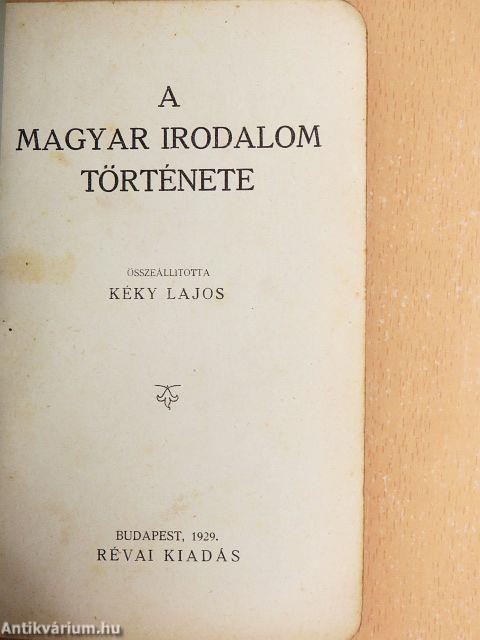 A
MAGYAR IRODALOM
TÖRTÉNETE
ÖSSZEÁLLITOTTA
KÉKY LAJOS
BUDAPEST, 1929.
RÉVAI KIADÁS
Antikvárium.hu